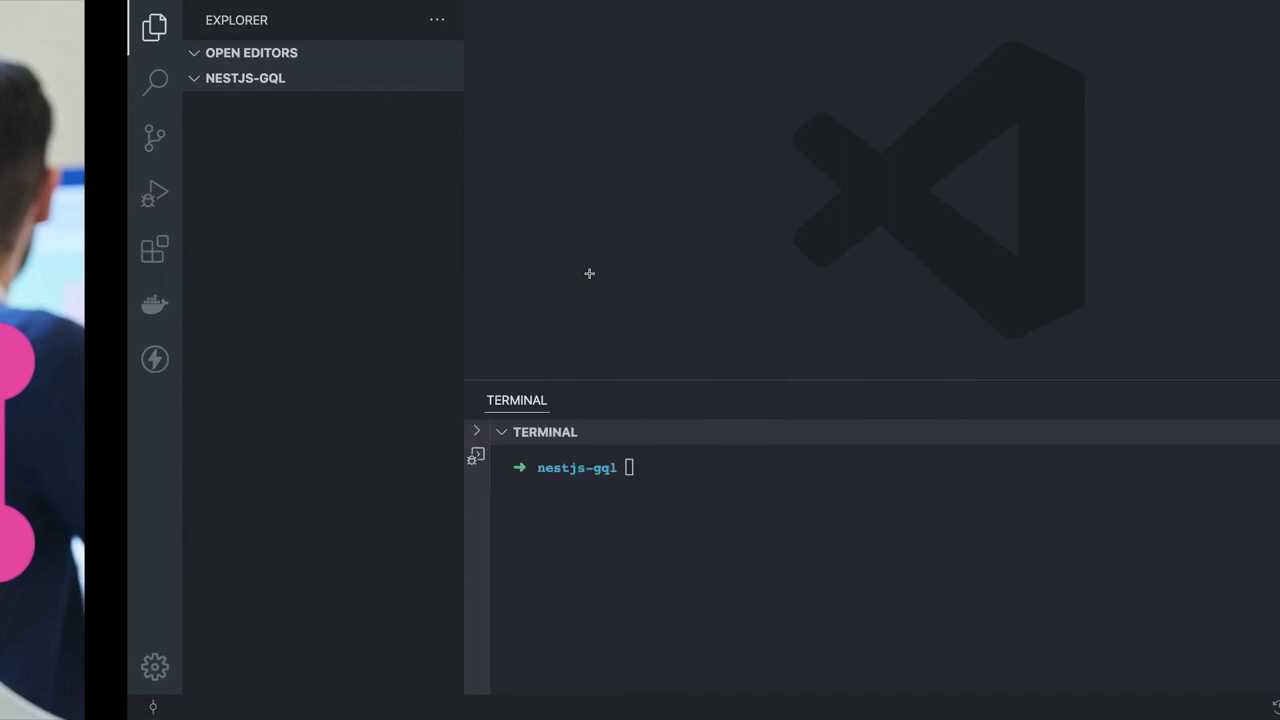 EXPLORER
OPEN EDITORS
NESTJS-GQL
TERMINAL
TERMINAL
nestjs-gql